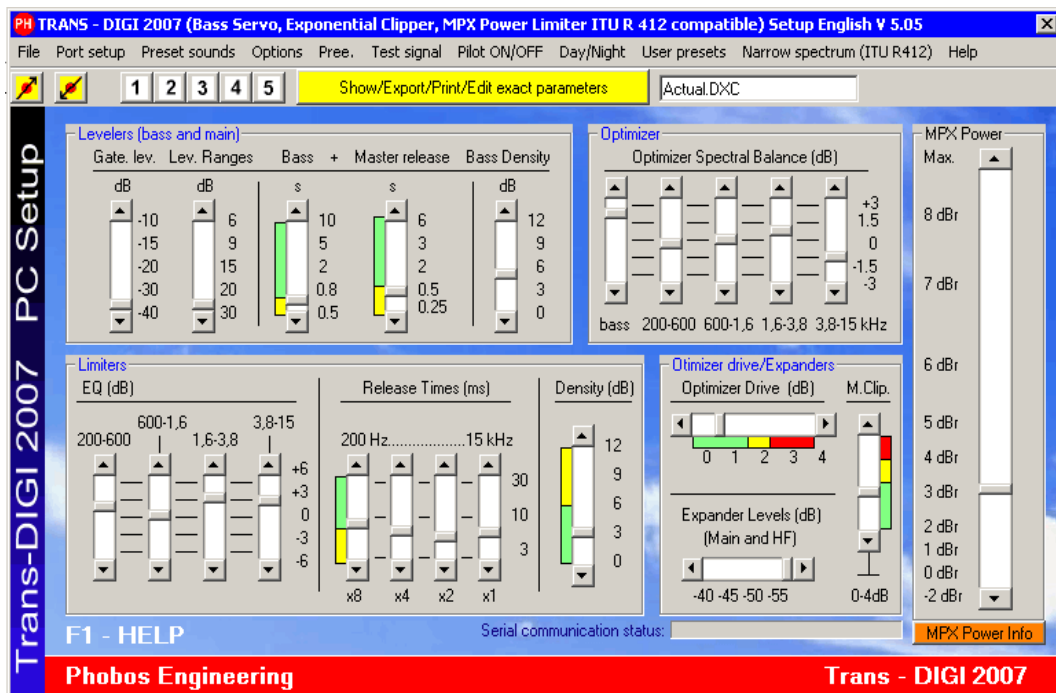 PH TRANS - DIGI 2007 (Bass Servo, Exponential Clipper, MPX Power Limiter ITU R 412 compatible) Setup English V 5.05
File Port setup Preset sounds Options Pree. Test signal Pilot ON/OFF Day/Night User presets Narrow spectrum (ITU R412) Help
1 2 3 4 5 Show/Export/Print/Edit exact parameters Actual.DXC
Trans-DIGI 2007 PC Setup
Levelers (bass and main)
Gate. lev. Lev. Ranges Bass + Master release Bass Density
dB dB s s dB
-10 6 10 6 12
-15 9 5 3 9
-20 15 2 2 6
-30 20 0.8 0.5 3
-40 30 0.5 0.25 0
Optimizer
Optimizer Spectral Balance (dB)
+3
1.5
0
-1.5
-3
bass 200-600 600-1,6 1,6-3,8 3,8-15 kHz
MPX Power
Max.
8 dBr
7 dBr
6 dBr
5 dBr
4 dBr
3 dBr
2 dBr
1 dBr
0 dBr
-2 dBr
MPX Power Info
Limiters
EQ (dB)
600-1,6 3,8-15
200-600 1,6-3,8
+6
+3
0
-3
-6
Release Times (ms)
200 Hz......................15 kHz
30
10
3
x8 x4 x2 x1
Density (dB)
12
9
6
3
0
Otimizer drive/Expanders
Optimizer Drive (dB)
0 1 2 3 4
Expander Levels (dB)
(Main and HF)
-40 -45 -50 -55
M.Clip.
0-4dB
F1 - HELP
Serial communication status:
Phobos Engineering Trans - DIGI 2007